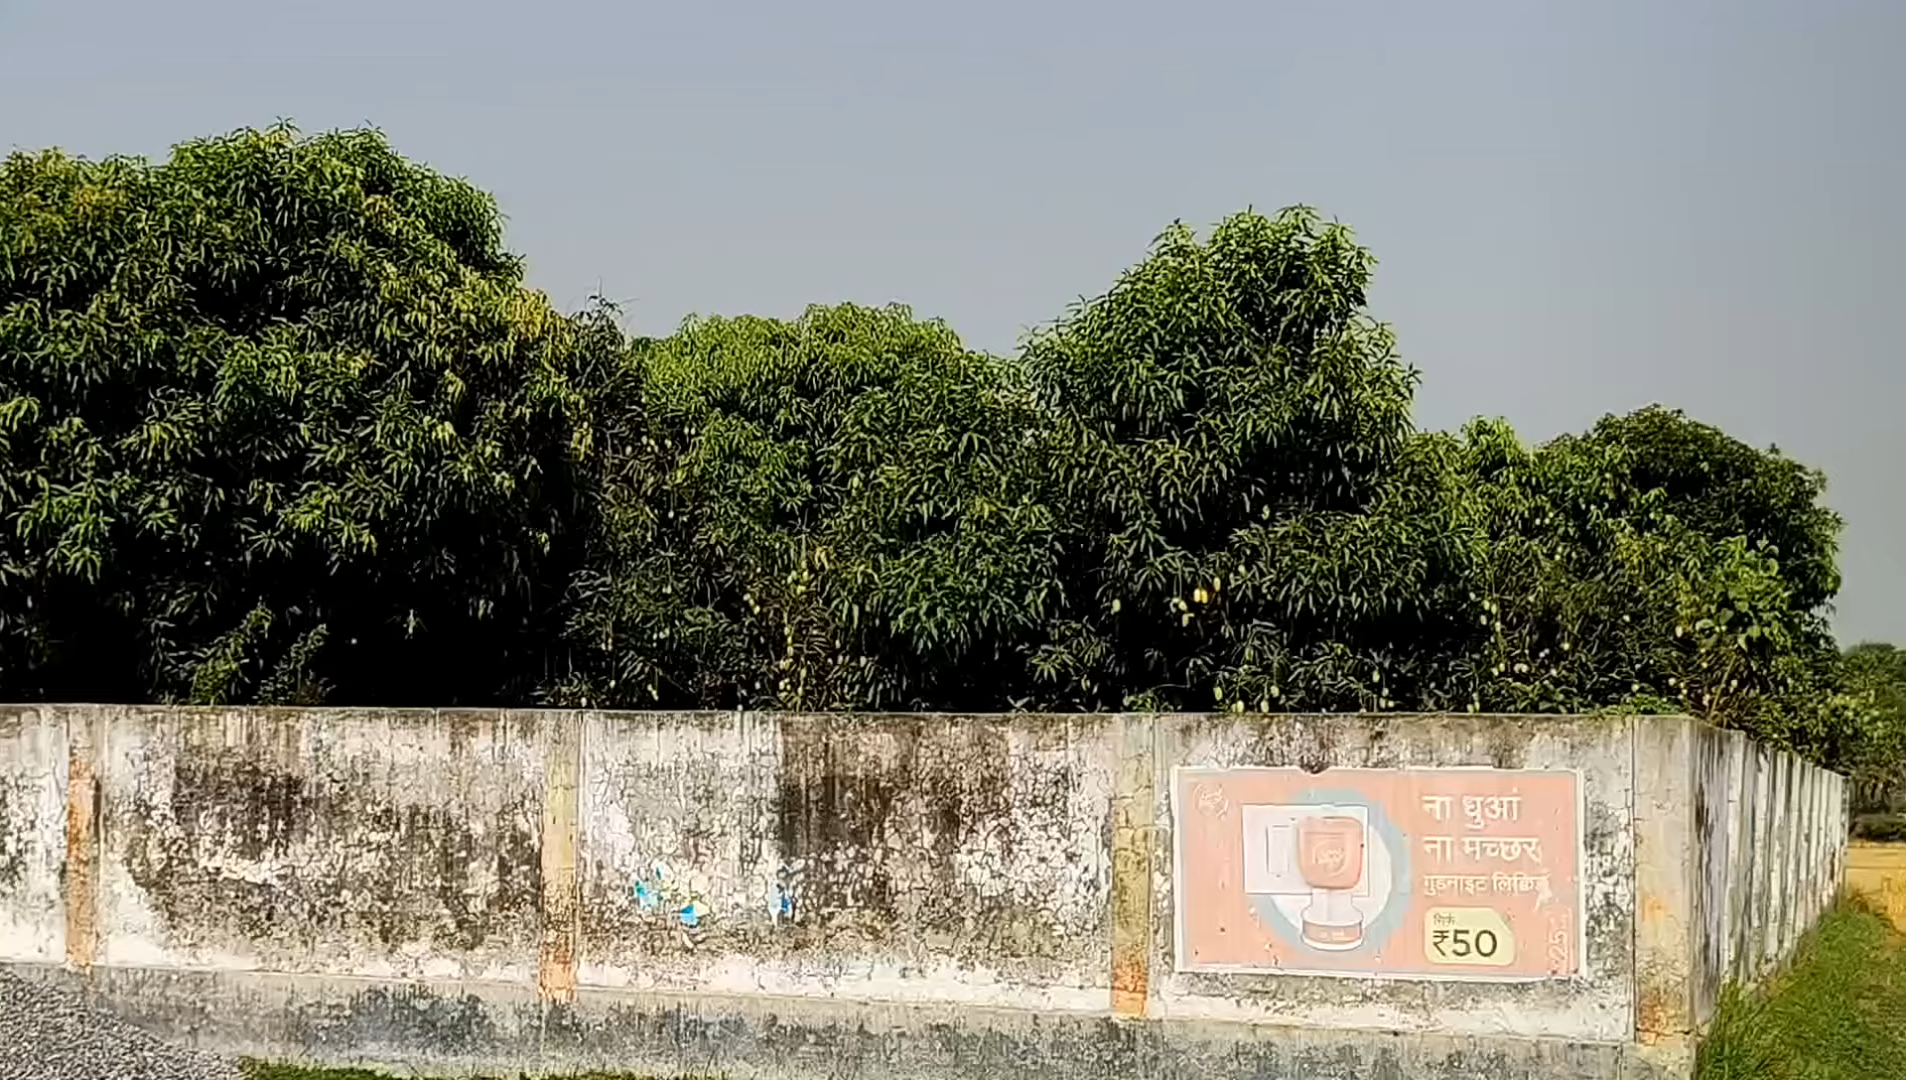 ना धुआं
ना मच्छर
गुडनाइट लिक्विड
सिर्फ
₹50